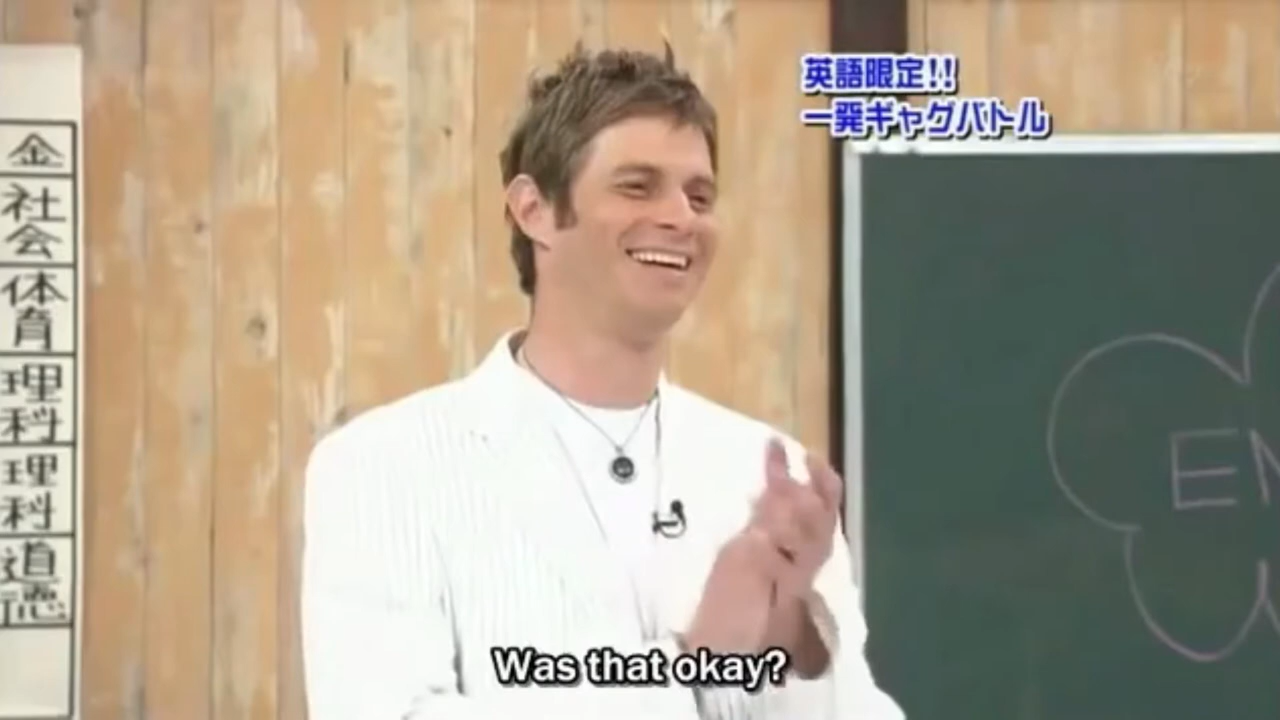 英語限定!!
一発ギャグバトル
金
社会
体育
理科
理科
道徳
EN
Was that okay?